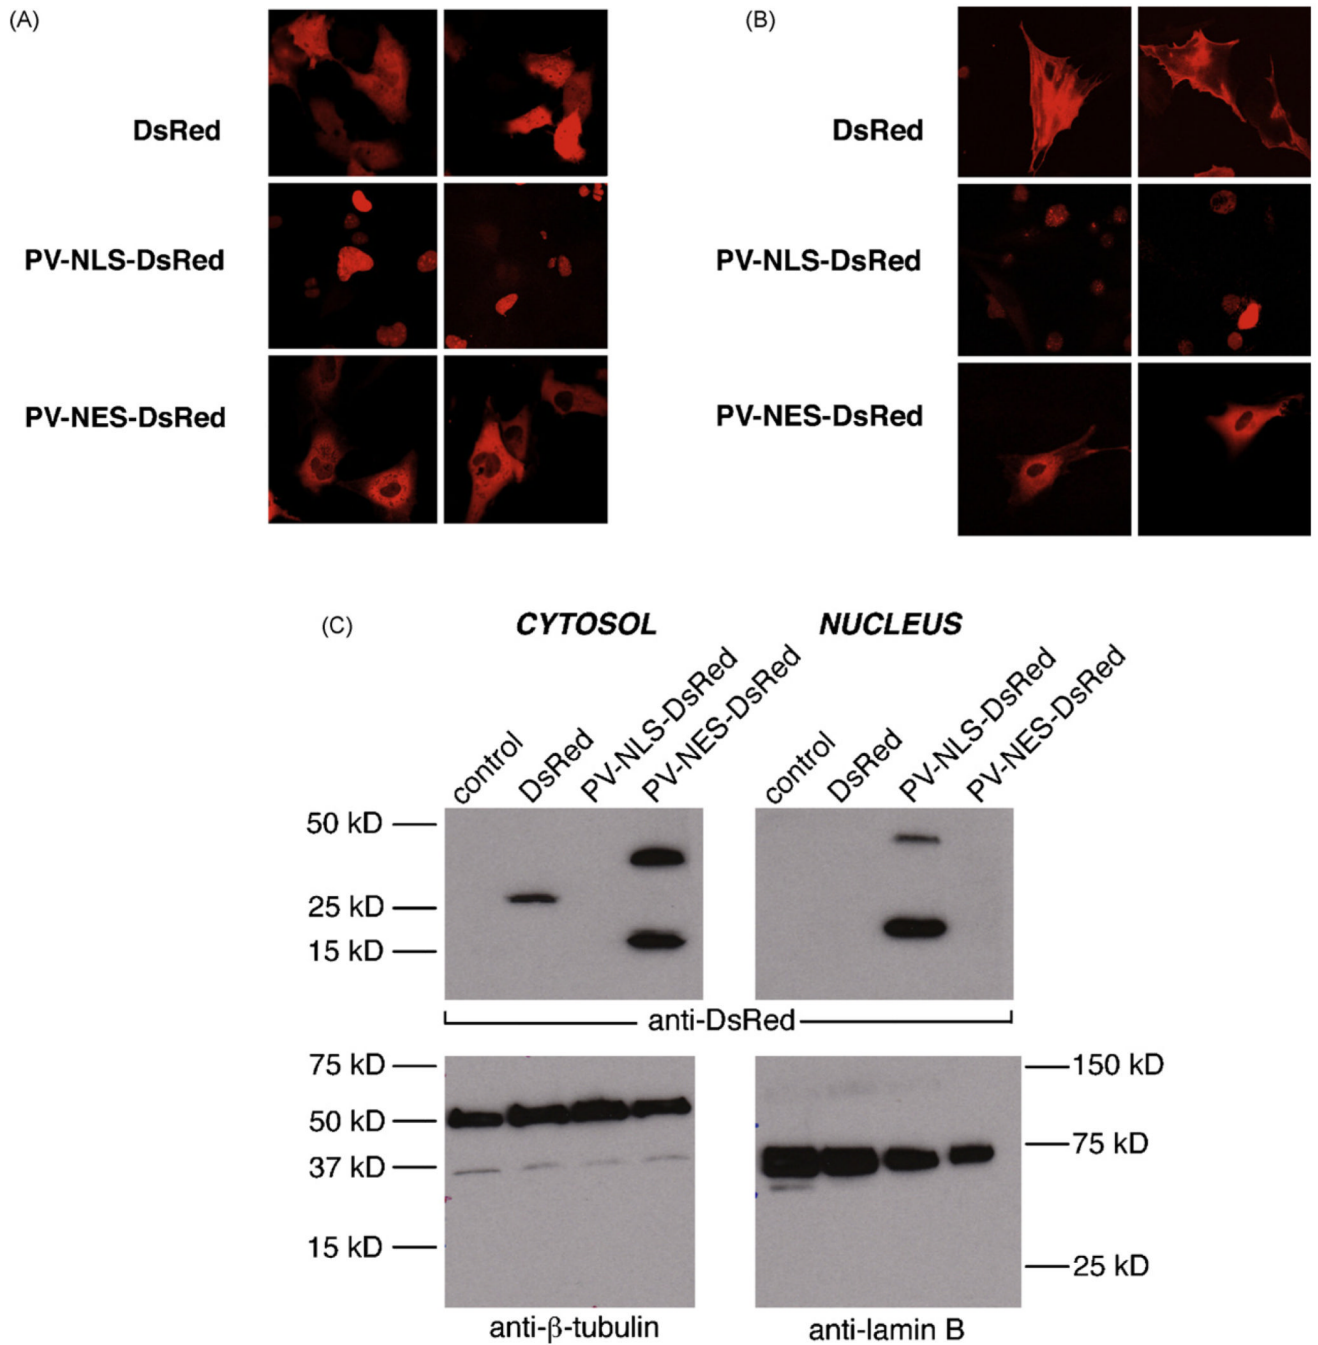 (A)
DsRed
PV-NLS-DsRed
PV-NES-DsRed
(B)
DsRed
PV-NLS-DsRed
PV-NES-DsRed
(C)
CYTOSOL
NUCLEUS
control
DsRed
PV-NLS-DsRed
PV-NES-DsRed
control
DsRed
PV-NLS-DsRed
PV-NES-DsRed
50 kD
25 kD
15 kD
anti-DsRed
75 kD
50 kD
37 kD
15 kD
150 kD
75 kD
25 kD
anti-β-tubulin
anti-lamin B